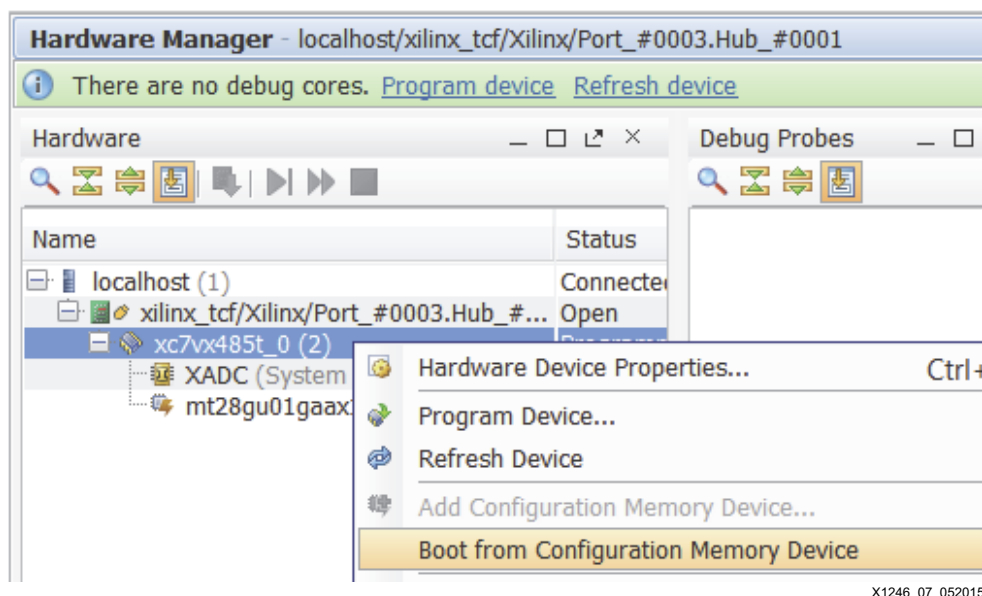 Hardware Manager - localhost/xilinx_tcf/Xilinx/Port_#0003.Hub_#0001
There are no debug cores. Program device Refresh device
Hardware
Debug Probes
Name Status
localhost (1) Connected
xilinx_tcf/Xilinx/Port_#0003.Hub_#... Open
xc7vx485t_0 (2)
XADC (System
mt28gu01gaax
Hardware Device Properties... Ctrl+
Program Device...
Refresh Device
Add Configuration Memory Device...
Boot from Configuration Memory Device
X1246_07_052015